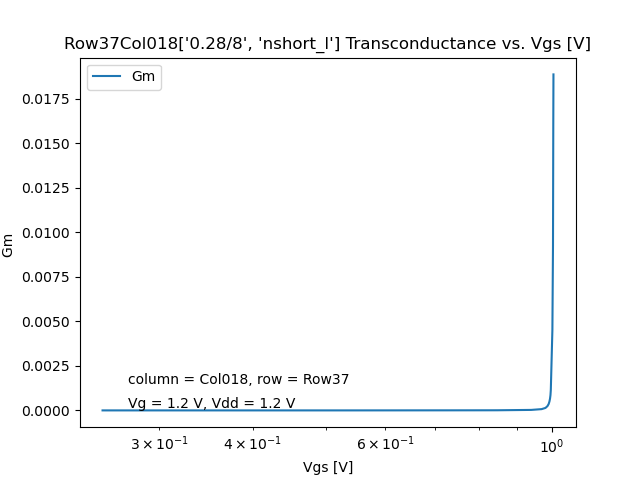 Row37Col018['0.28/8', 'nshort_l'] Transconductance vs. Vgs [V]
Gm
0.0175
0.0150
0.0125
0.0100
0.0075
0.0050
0.0025
0.0000
Gm
column = Col018, row = Row37
Vg = 1.2 V, Vdd = 1.2 V
3 × 10⁻¹
4 × 10⁻¹
6 × 10⁻¹
10⁰
Vgs [V]